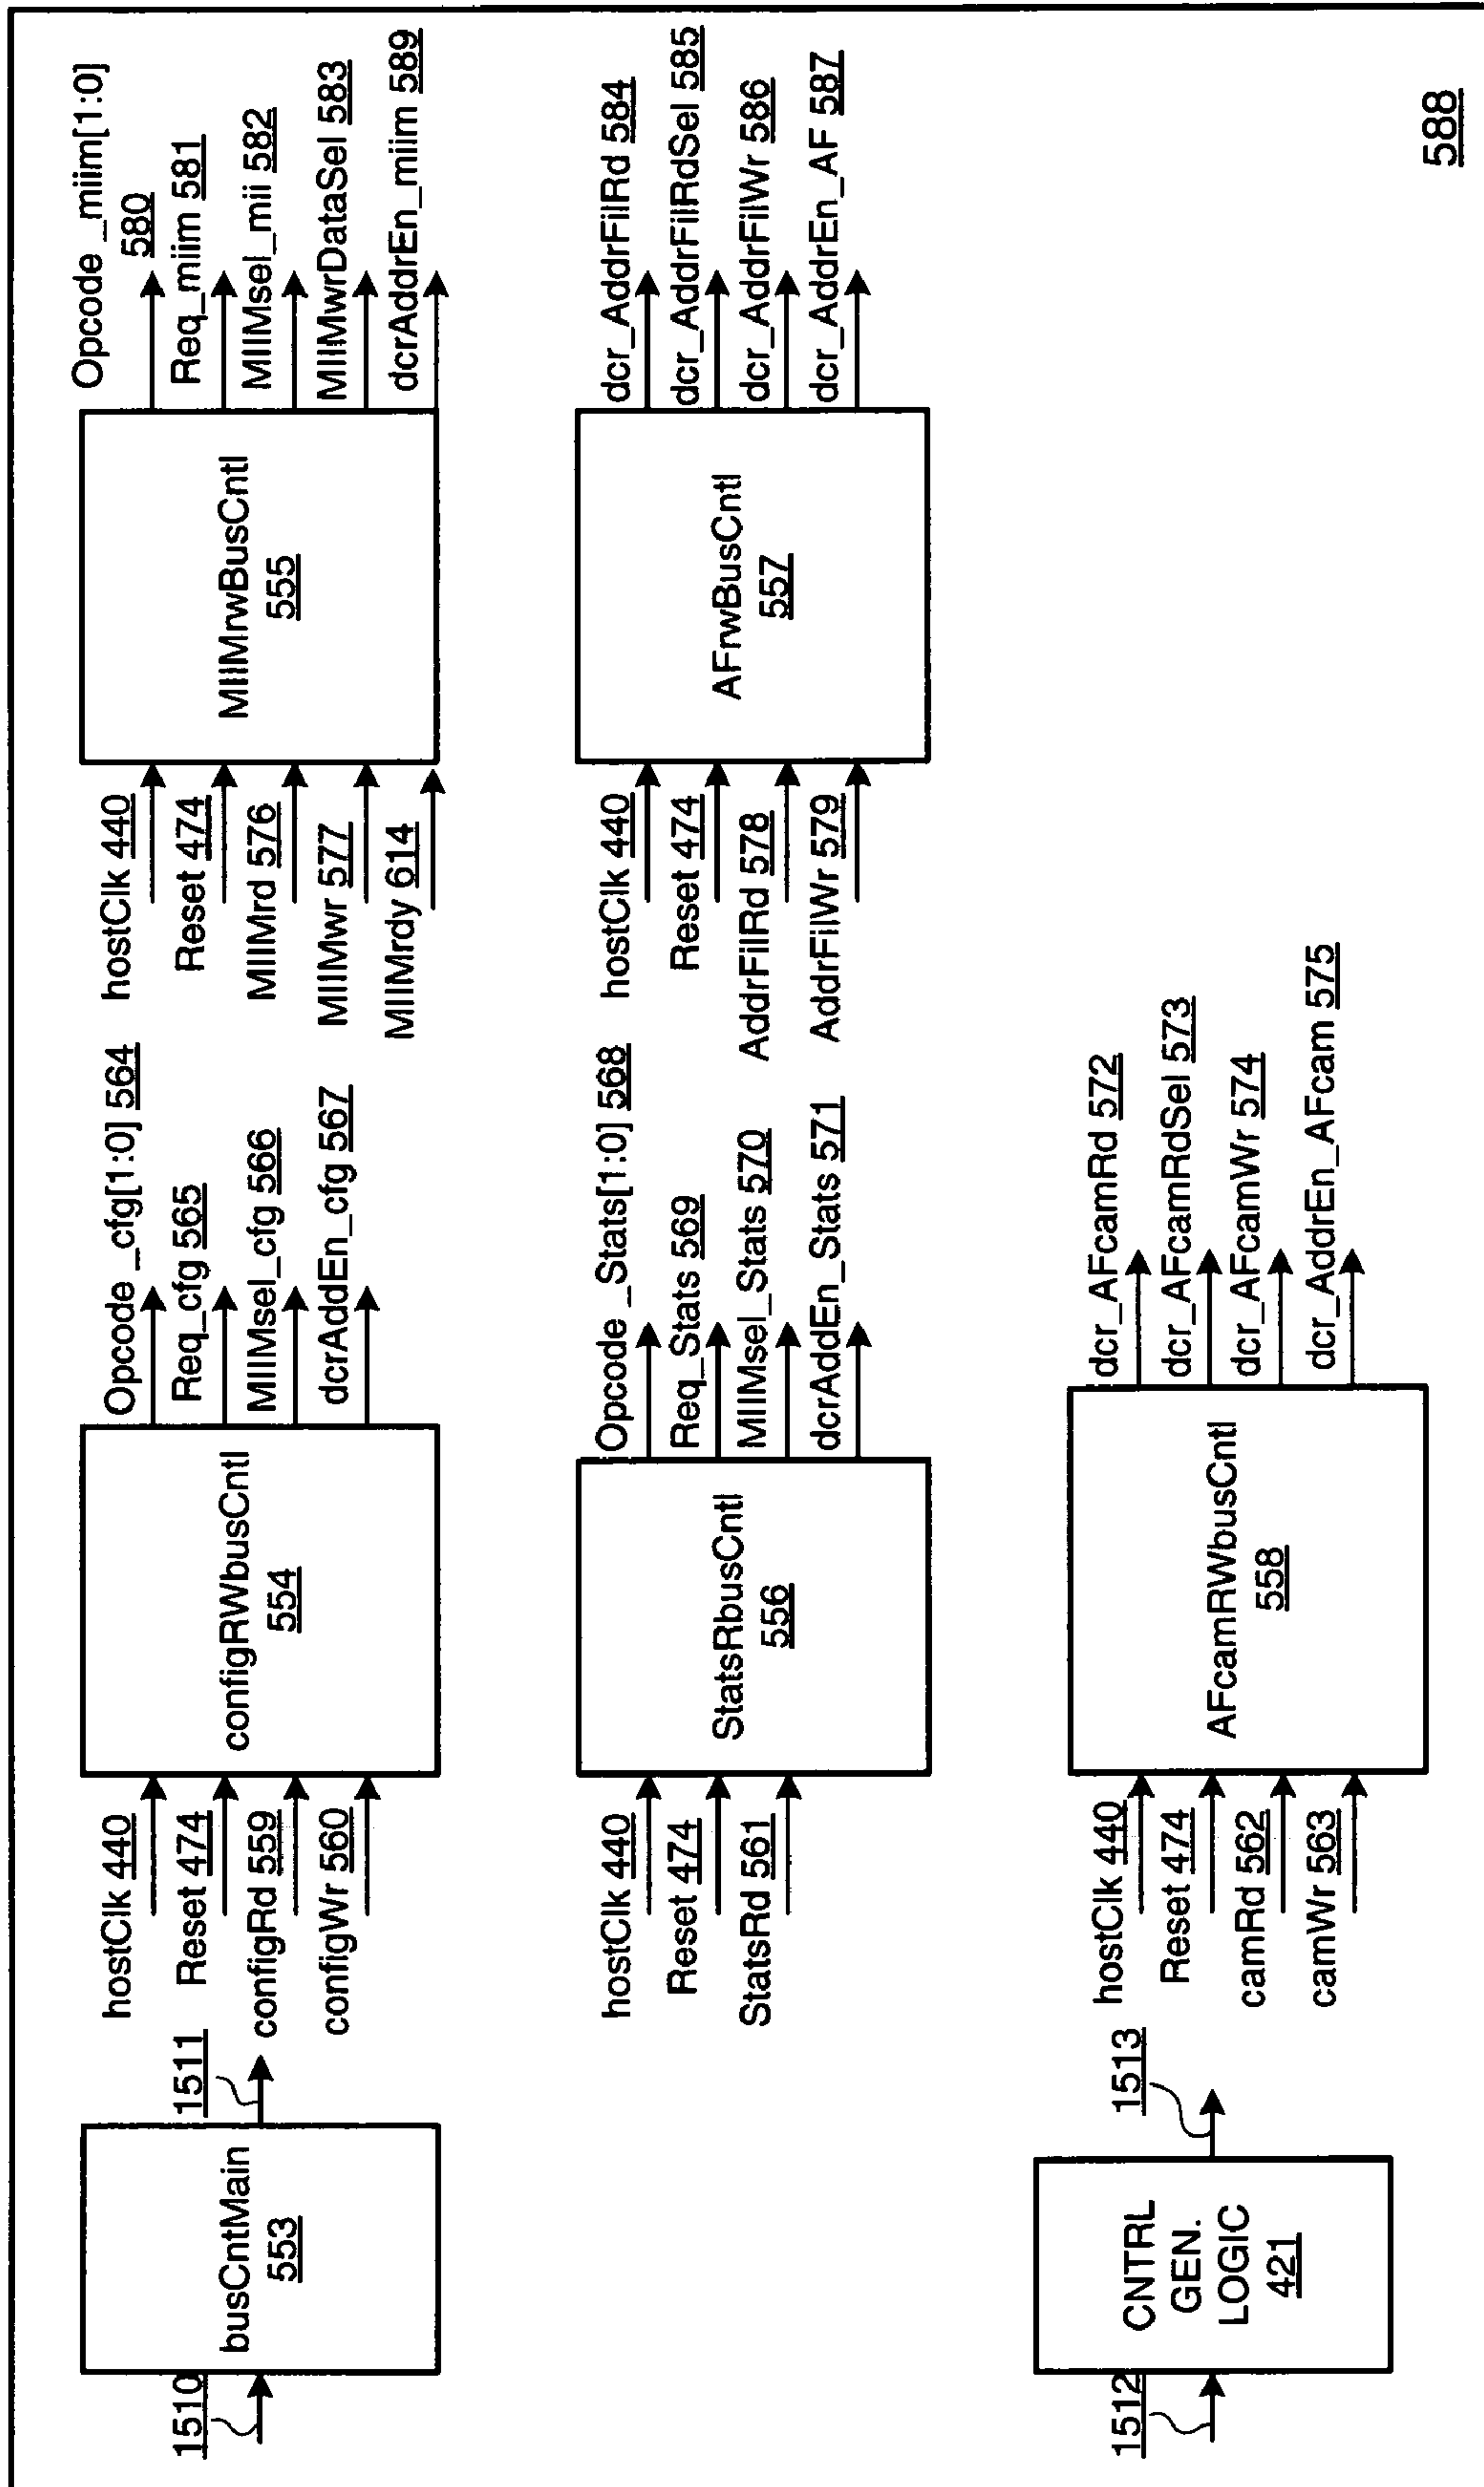 1510
busCntMain
553
1511
hostClk 440
Reset 474
configRd 559
configWr 560
configRWbusCntl
554
Opcode _cfg[1:0] 564
Req_cfg 565
MIIMsel_cfg 566
dcrAddEn_cfg 567
hostClk 440
Reset 474
MIIMrd 576
MIIMwr 577
MIIMrdy 614
MIIMrwBusCntl
555
Opcode _miim[1:0]
580
Req_miim 581
MIIMsel_mii 582
MIIMwrDataSel 583
dcrAddrEn_miim 589
hostClk 440
Reset 474
StatsRd 561
StatsRbusCntl
556
Opcode _Stats[1:0] 568
Req_Stats 569
MIIMsel_Stats 570
dcrAddEn_Stats 571
hostClk 440
Reset 474
AddrFilRd 578
AddrFilWr 579
AFrwBusCntl
557
dcr_AddrFilRd 584
dcr_AddrFilRdSel 585
dcr_AddrFilWr 586
dcr_AddrEn_AF 587
1512
CNTRL
GEN.
LOGIC
421
1513
hostClk 440
Reset 474
camRd 562
camWr 563
AFcamRWbusCntl
558
dcr_AFcamRd 572
dcr_AFcamRdSel 573
dcr_AFcamWr 574
dcr_AddrEn_AFcam 575
588